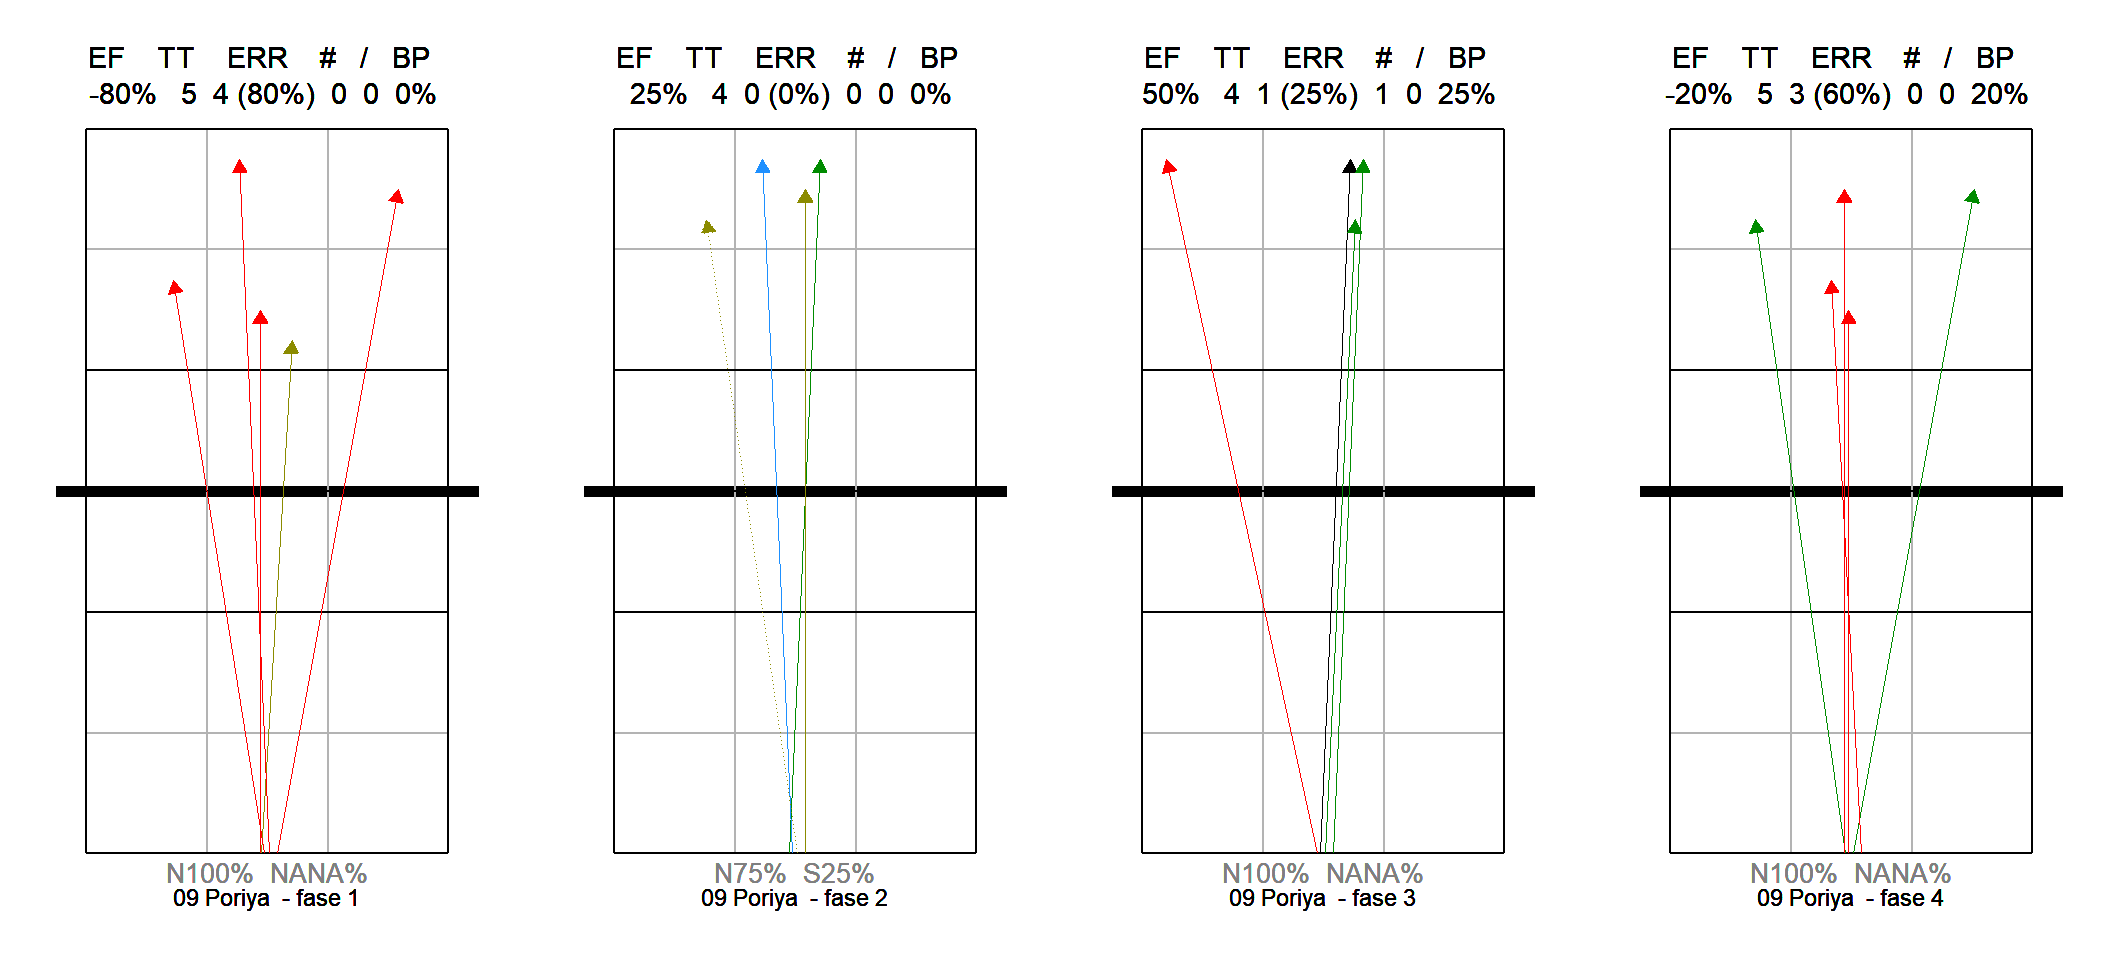 EF TT ERR # / BP
-80% 5 4 (80%) 0 0 0%
N100% NANA%
09 Poriya - fase 1
EF TT ERR # / BP
25% 4 0 (0%) 0 0 0%
N75% S25%
09 Poriya - fase 2
EF TT ERR # / BP
50% 4 1 (25%) 1 0 25%
N100% NANA%
09 Poriya - fase 3
EF TT ERR # / BP
-20% 5 3 (60%) 0 0 20%
N100% NANA%
09 Poriya - fase 4